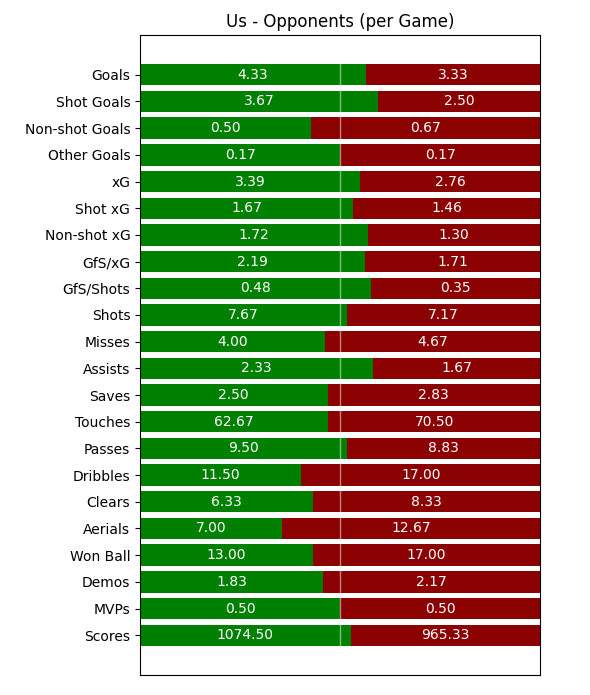 Us - Opponents (per Game)
Goals 4.33 3.33
Shot Goals 3.67 2.50
Non-shot Goals 0.50 0.67
Other Goals 0.17 0.17
xG 3.39 2.76
Shot xG 1.67 1.46
Non-shot xG 1.72 1.30
GfS/xG 2.19 1.71
GfS/Shots 0.48 0.35
Shots 7.67 7.17
Misses 4.00 4.67
Assists 2.33 1.67
Saves 2.50 2.83
Touches 62.67 70.50
Passes 9.50 8.83
Dribbles 11.50 17.00
Clears 6.33 8.33
Aerials 7.00 12.67
Won Ball 13.00 17.00
Demos 1.83 2.17
MVPs 0.50 0.50
Scores 1074.50 965.33